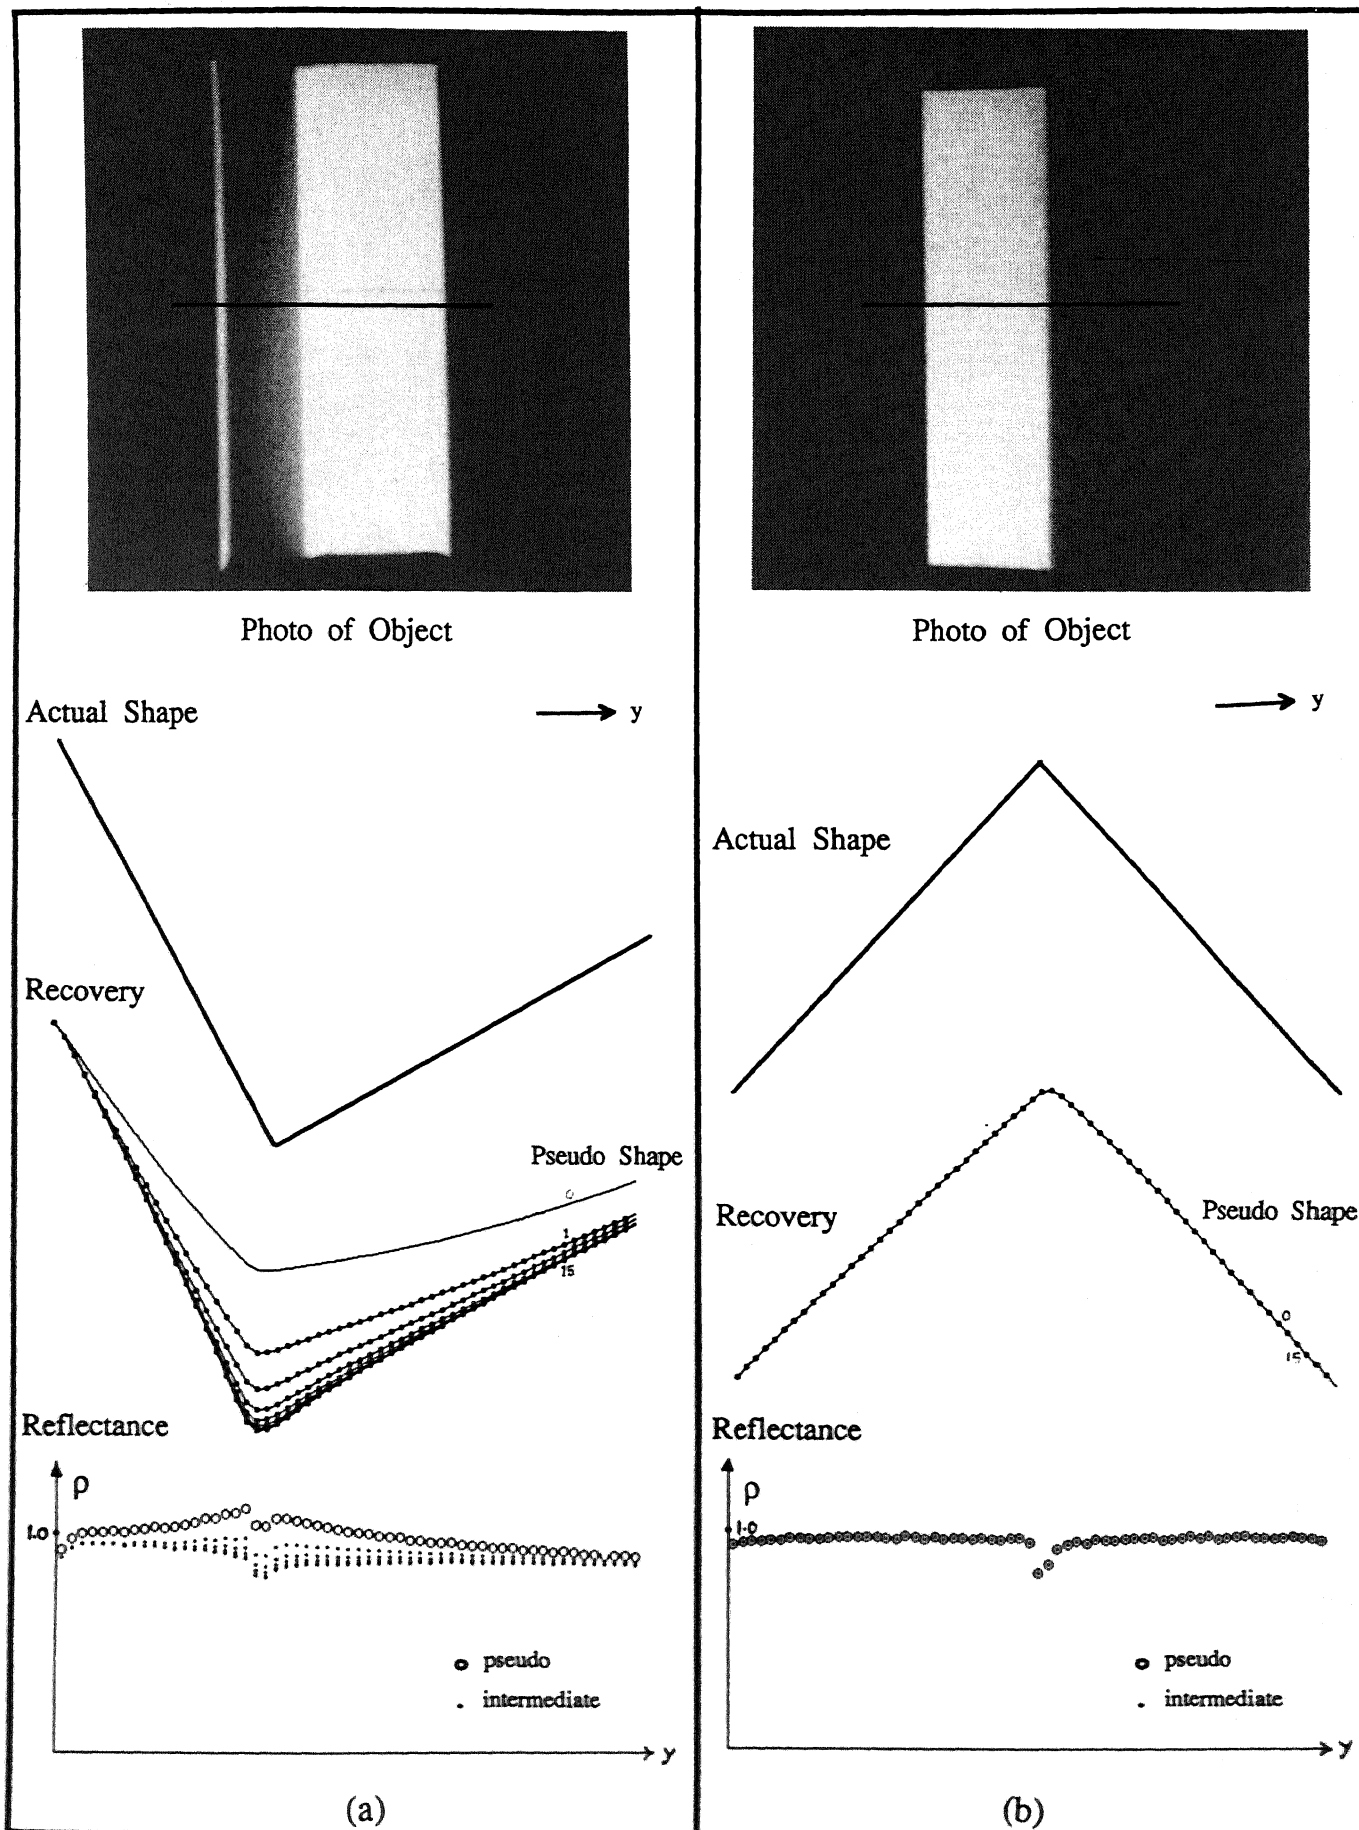 Photo of Object
Actual Shape
y
Recovery
Pseudo Shape
0
1
15
Reflectance
ρ
1.0
pseudo
intermediate
y
(a)
Photo of Object
y
Actual Shape
Recovery
Pseudo Shape
0
15
Reflectance
ρ
1.0
pseudo
intermediate
y
(b)